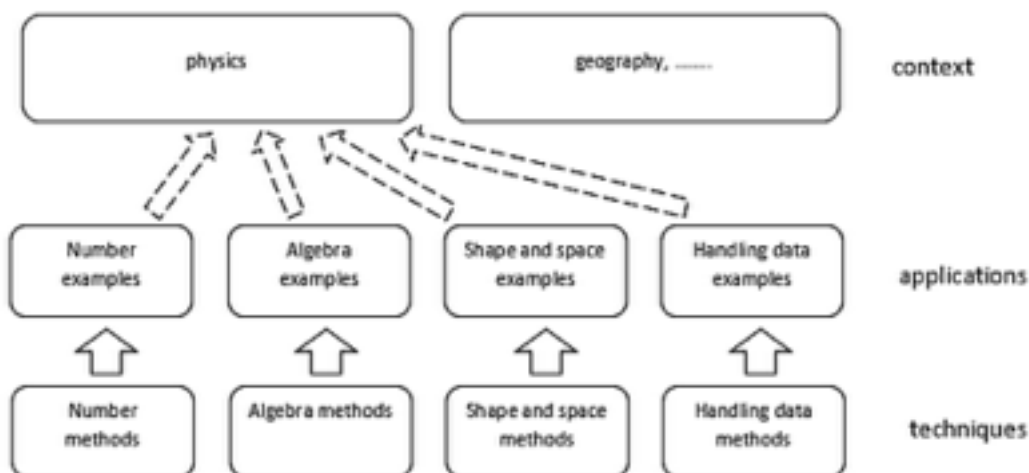 physics
geography, .......
context
Number
examples
Algebra
examples
Shape and space
examples
Handling data
examples
applications
Number
methods
Algebra methods
Shape and space
methods
Handling data
methods
techniques